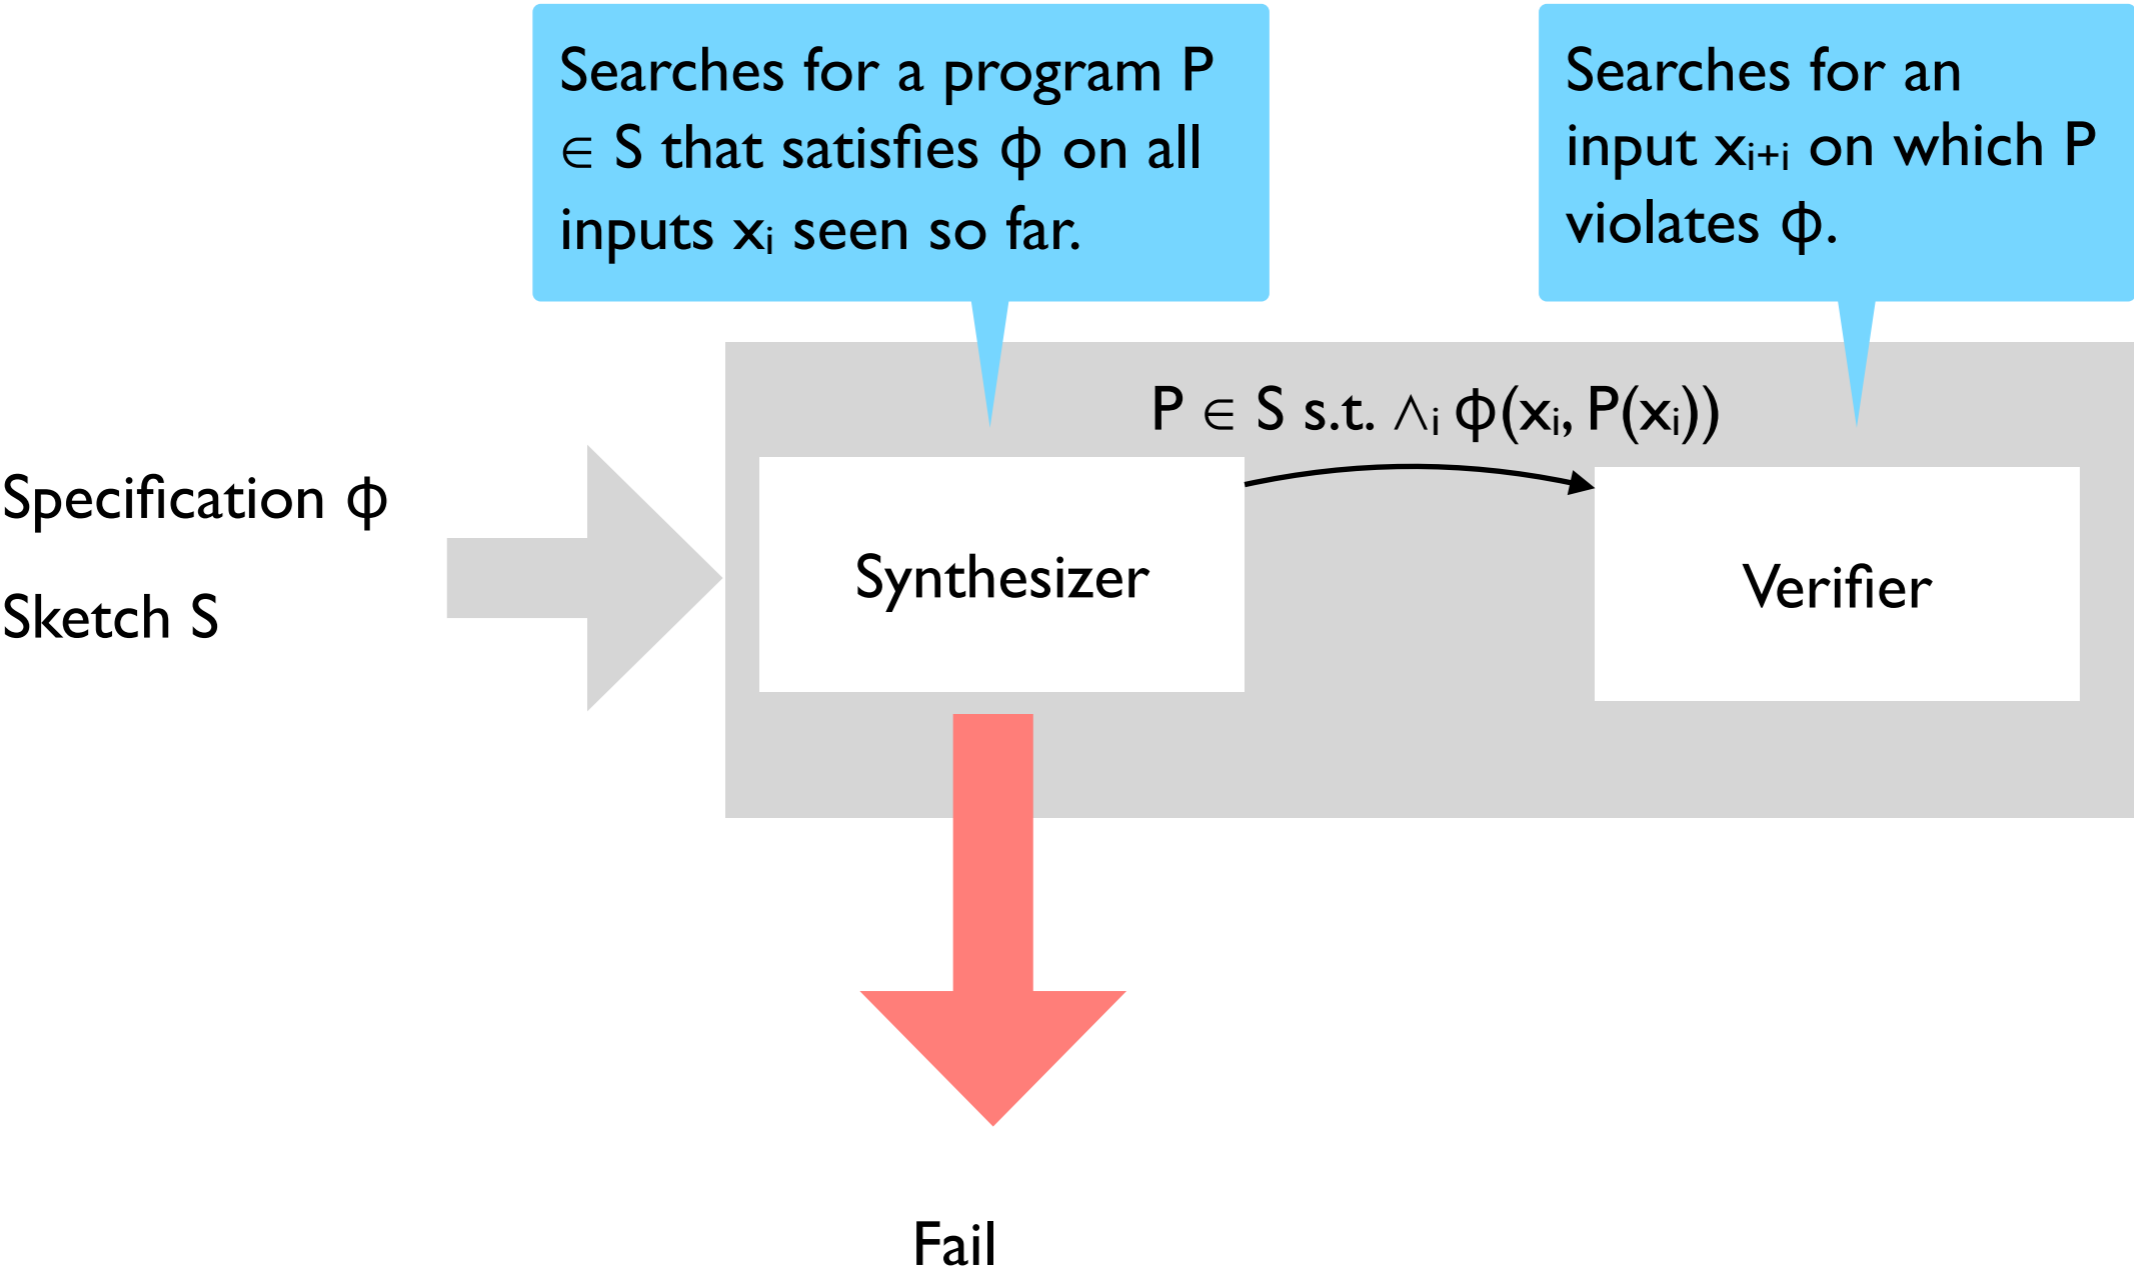 Searches for a program P
∈ S that satisfies ϕ on all
inputs xᵢ seen so far.
Searches for an
input xᵢ₊ᵢ on which P
violates ϕ.
P ∈ S s.t. ∧ᵢ ϕ(xᵢ, P(xᵢ))
Specification ϕ
Sketch S
Synthesizer
Verifier
Fail